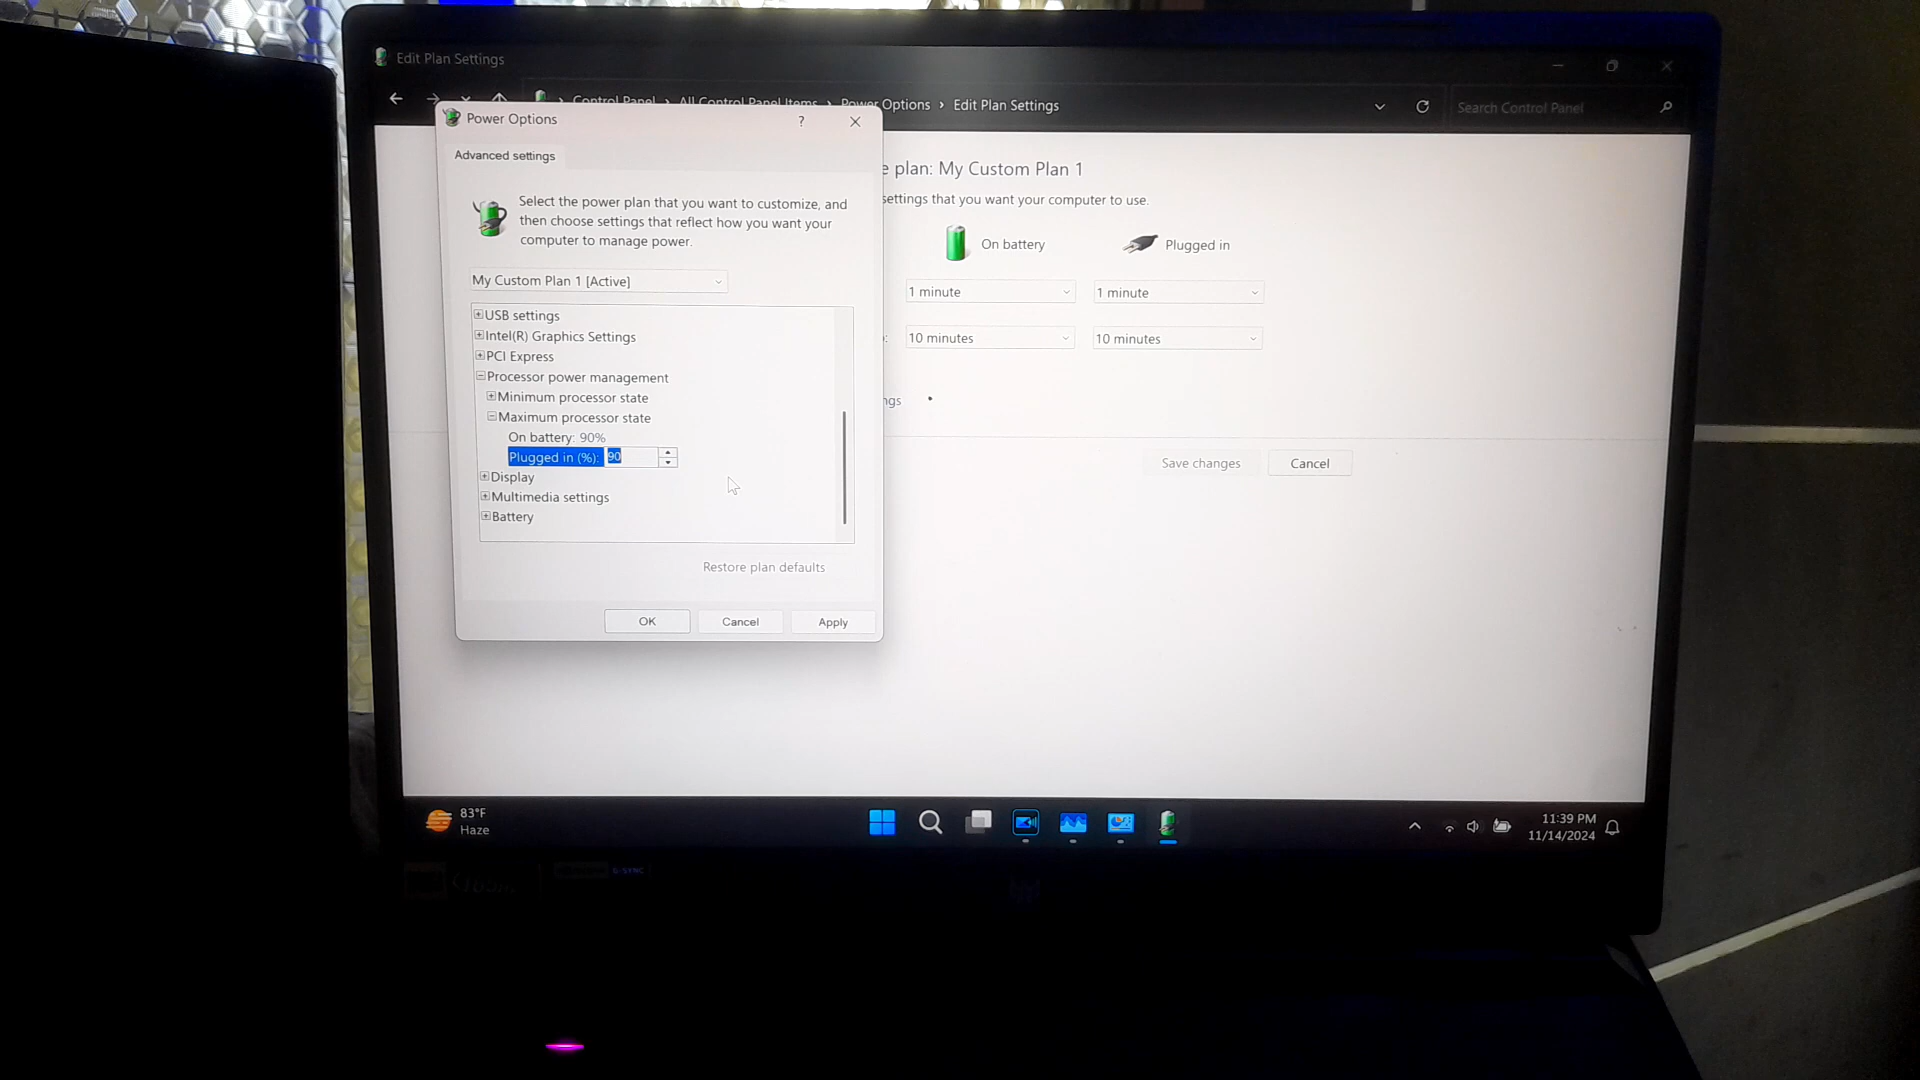 Edit Plan Settings
Control Panel › All Control Panel Items › Power Options › Edit Plan Settings
Search Control Panel
Power Options
?
Advanced settings
Select the power plan that you want to customize, and
then choose settings that reflect how you want your
computer to manage power.
My Custom Plan 1 [Active]
USB settings
Intel(R) Graphics Settings
PCI Express
Processor power management
Minimum processor state
Maximum processor state
On battery: 90%
Plugged in (%): 90
Display
Multimedia settings
Battery
Restore plan defaults
OK
Cancel
Apply
plan: My Custom Plan 1
settings that you want your computer to use.
On battery
Plugged in
1 minute
1 minute
10 minutes
10 minutes
Save changes
Cancel
83°F
Haze
11:39 PM
11/14/2024
G-SYNC